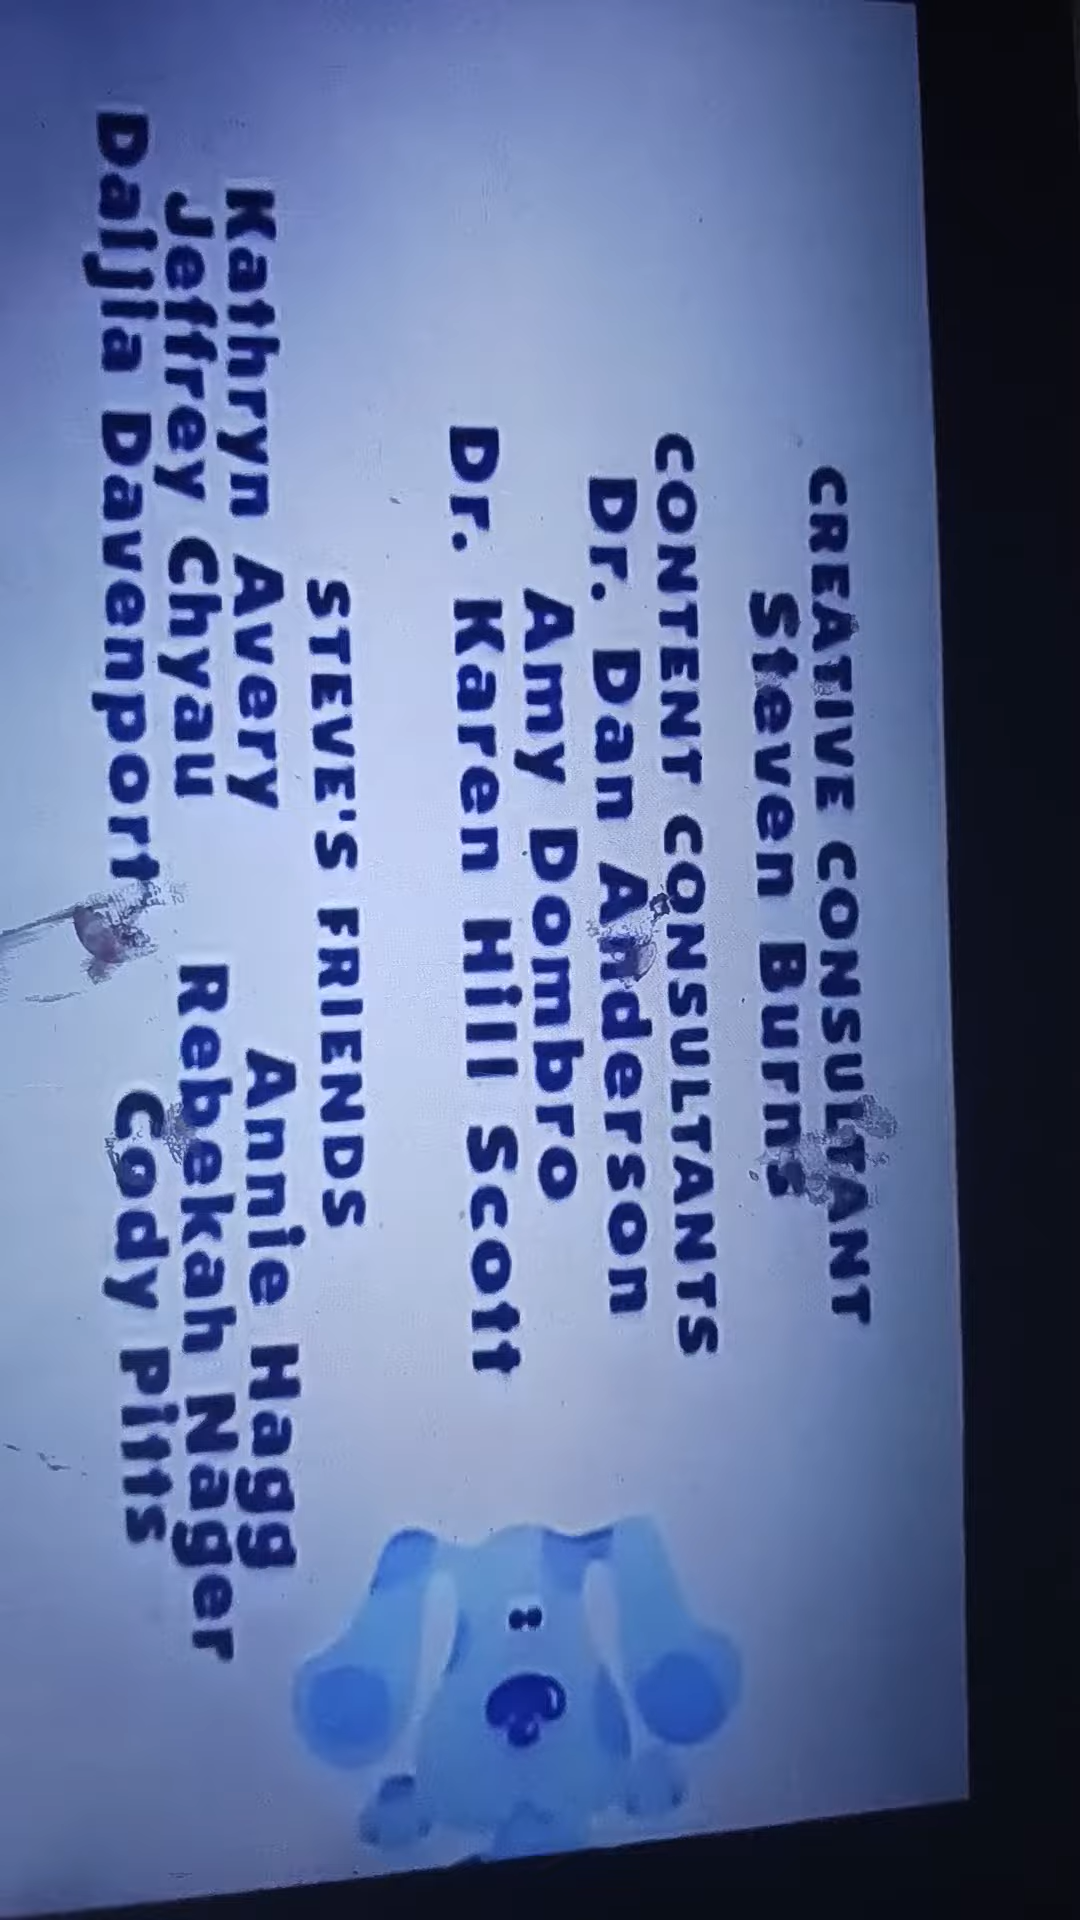 CREATIVE CONSULTANT
Steven Burns
CONTENT CONSULTANTS
Dr. Dan Anderson
Amy Dombro
Dr. Karen Hill Scott
STEVE'S FRIENDS
Kathryn Avery Annie Hagg
Jeffrey Chyau Rebekah Nager
Daljia Davenport Cody Pitts